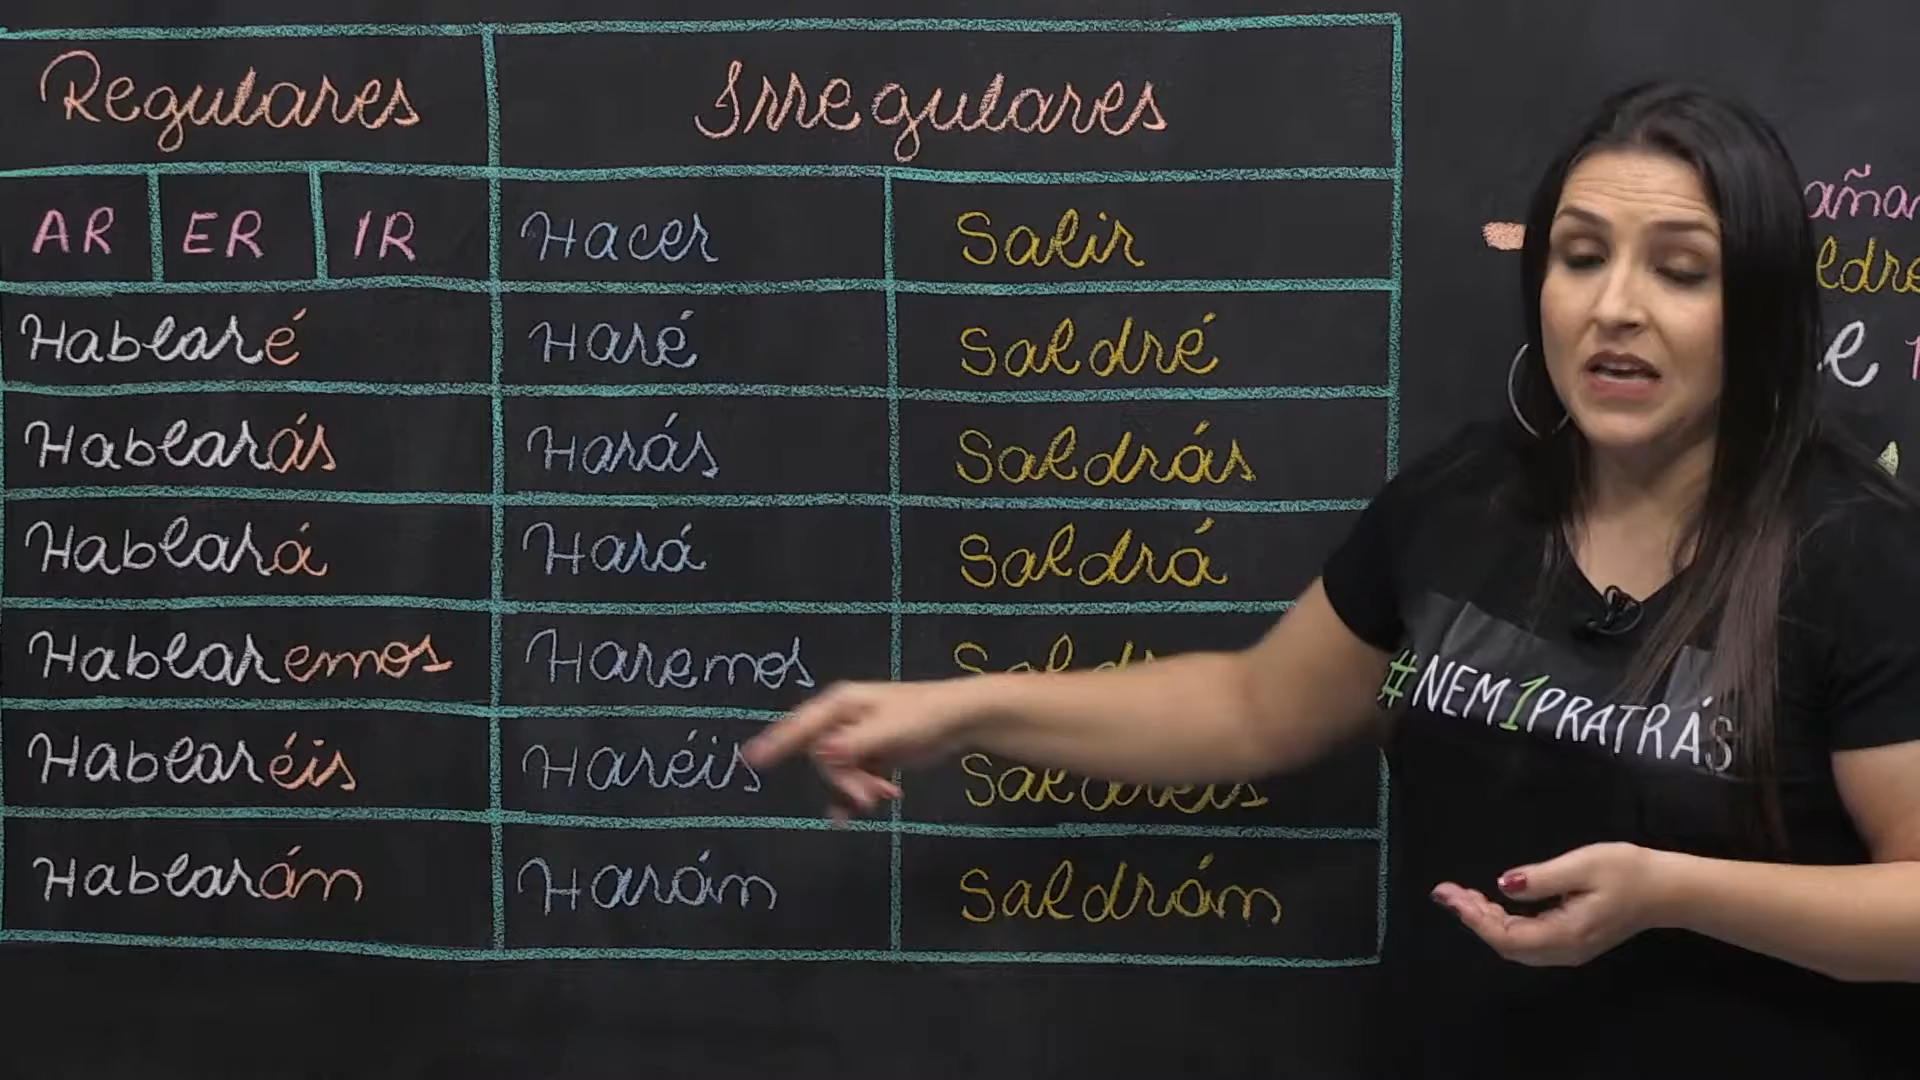 Regulares Irregulares
AR ER IR Hacer Salir
Hablaré Haré Saldré
Hablarás Harás Saldrás
Hablará Hará Saldrá
Hablaremos Haremos
Hablaréis Haréis Saldréis
Hablarán Harán Saldrán
#NEM1PRATRÁS